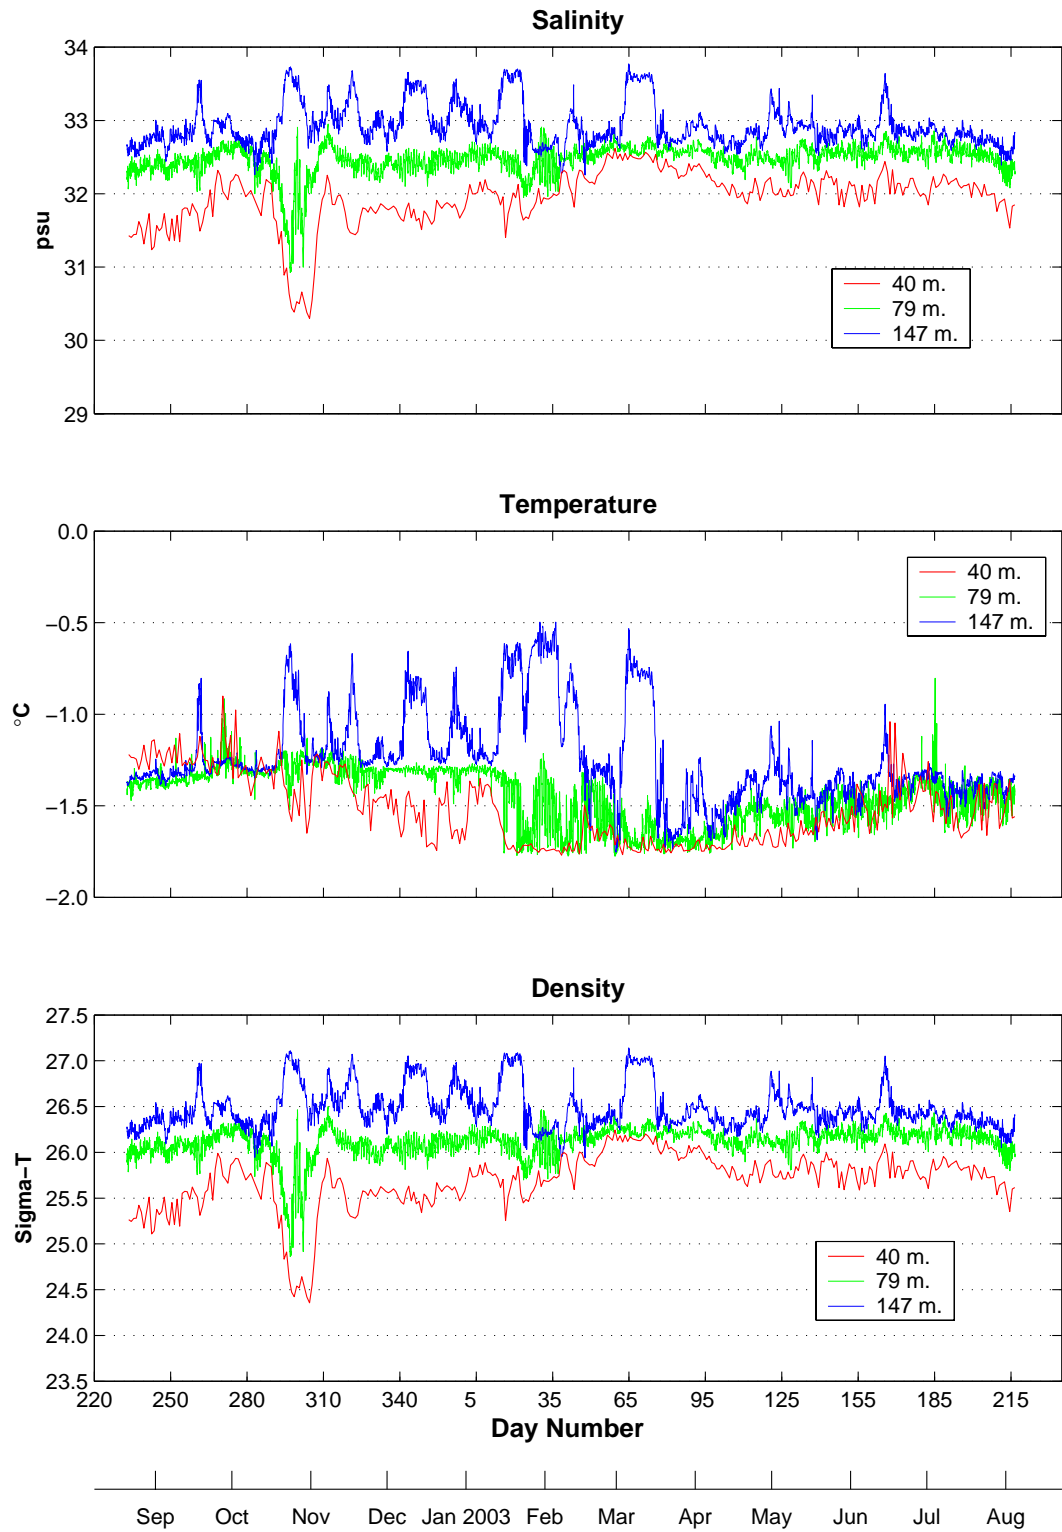 Salinity
34
33
32
31
30
29
psu
40 m.
79 m.
147 m.
Temperature
0.0
−0.5
−1.0
−1.5
−2.0
°C
40 m.
79 m.
147 m.
Density
27.5
27.0
26.5
26.0
25.5
25.0
24.5
24.0
23.5
Sigma−T
40 m.
79 m.
147 m.
220 250 280 310 340 5 35 65 95 125 155 185 215
Day Number
Sep Oct Nov Dec Jan 2003 Feb Mar Apr May Jun Jul Aug